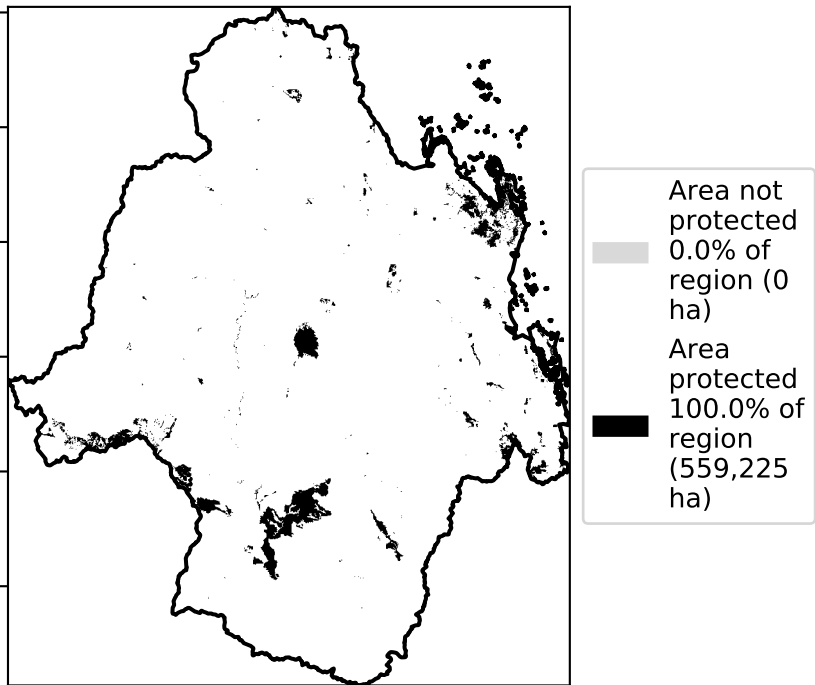 Area not
protected
0.0% of
region (0
ha)
Area
protected
100.0% of
region
(559,225
ha)